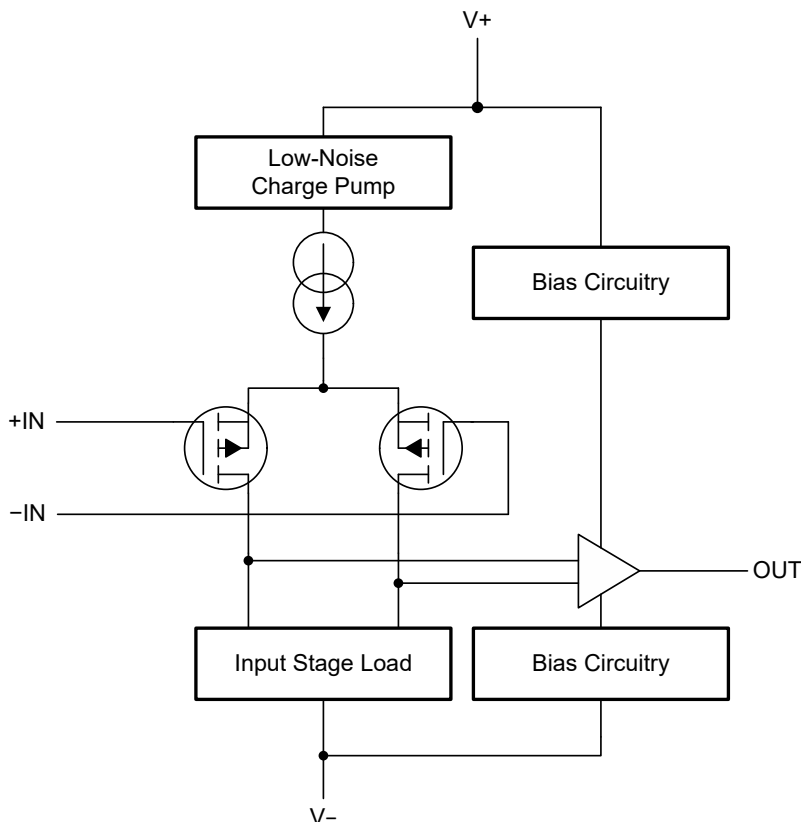 V+
Low-Noise
Charge Pump
Bias Circuitry
+IN
−IN
OUT
Input Stage Load
Bias Circuitry
V−